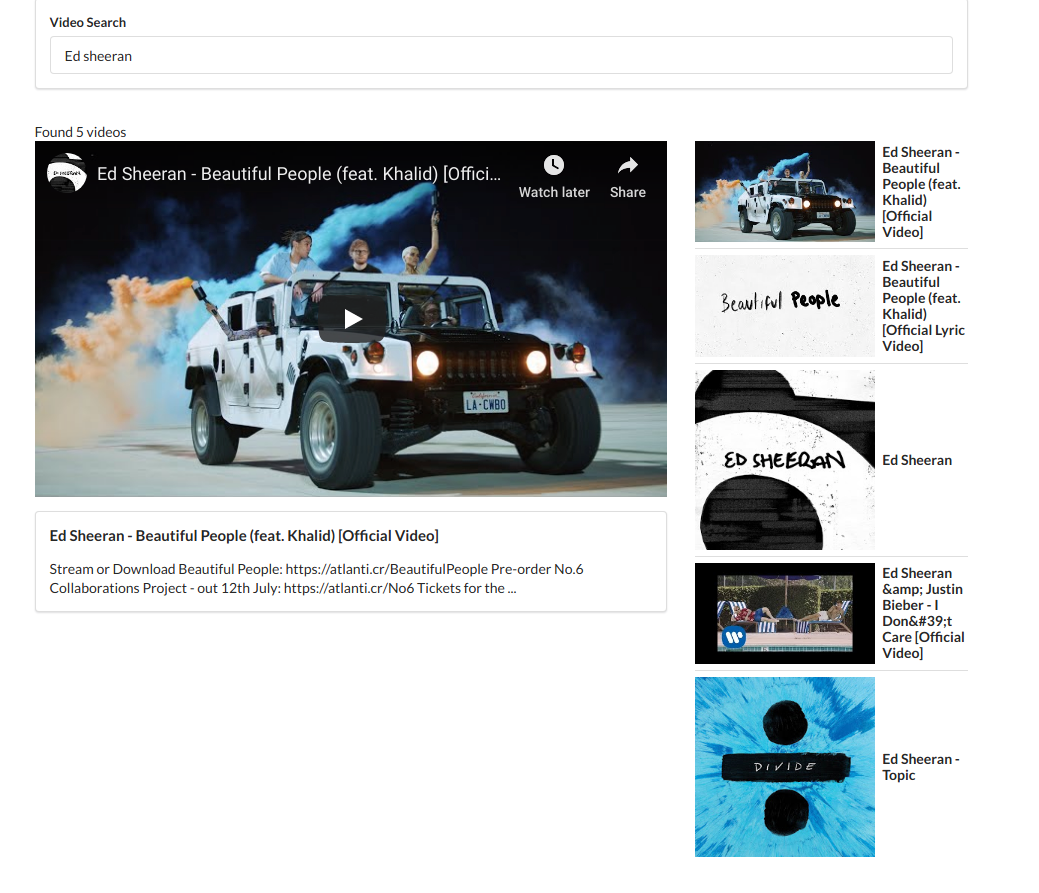 Video Search
Ed sheeran
Found 5 videos
ED SHEERAN
Ed Sheeran - Beautiful People (feat. Khalid) [Offici...
Watch later
Share
California
LA-CWBO
Ed Sheeran - Beautiful People (feat. Khalid) [Official Video]
Stream or Download Beautiful People: https://atlanti.cr/BeautifulPeople Pre-order No.6
Collaborations Project - out 12th July: https://atlanti.cr/No6 Tickets for the ...
Ed Sheeran -
Beautiful
People (feat.
Khalid)
[Official
Video]
Beautiful People
Ed Sheeran -
Beautiful
People (feat.
Khalid)
[Official Lyric
Video]
ED SHEERAN
Ed Sheeran
Ed Sheeran
&amp; Justin
Bieber - I
Don&#39;t
Care [Official
Video]
DIVIDE
Ed Sheeran -
Topic